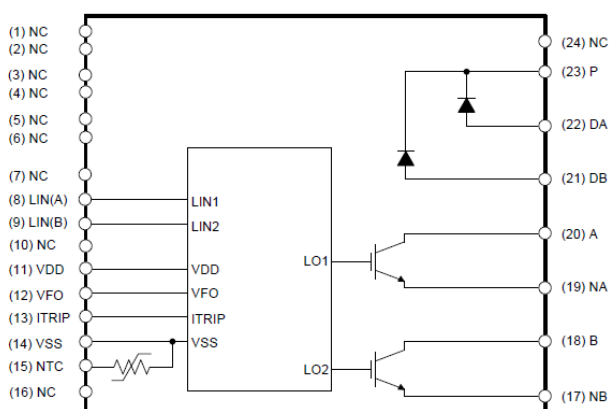 (1) NC
(2) NC
(3) NC
(4) NC
(5) NC
(6) NC
(7) NC
(8) LIN(A)
(9) LIN(B)
(10) NC
(11) VDD
(12) VFO
(13) ITRIP
(14) VSS
(15) NTC
(16) NC
LIN1
LIN2
VDD
VFO
ITRIP
VSS
LO1
LO2
(24) NC
(23) P
(22) DA
(21) DB
(20) A
(19) NA
(18) B
(17) NB